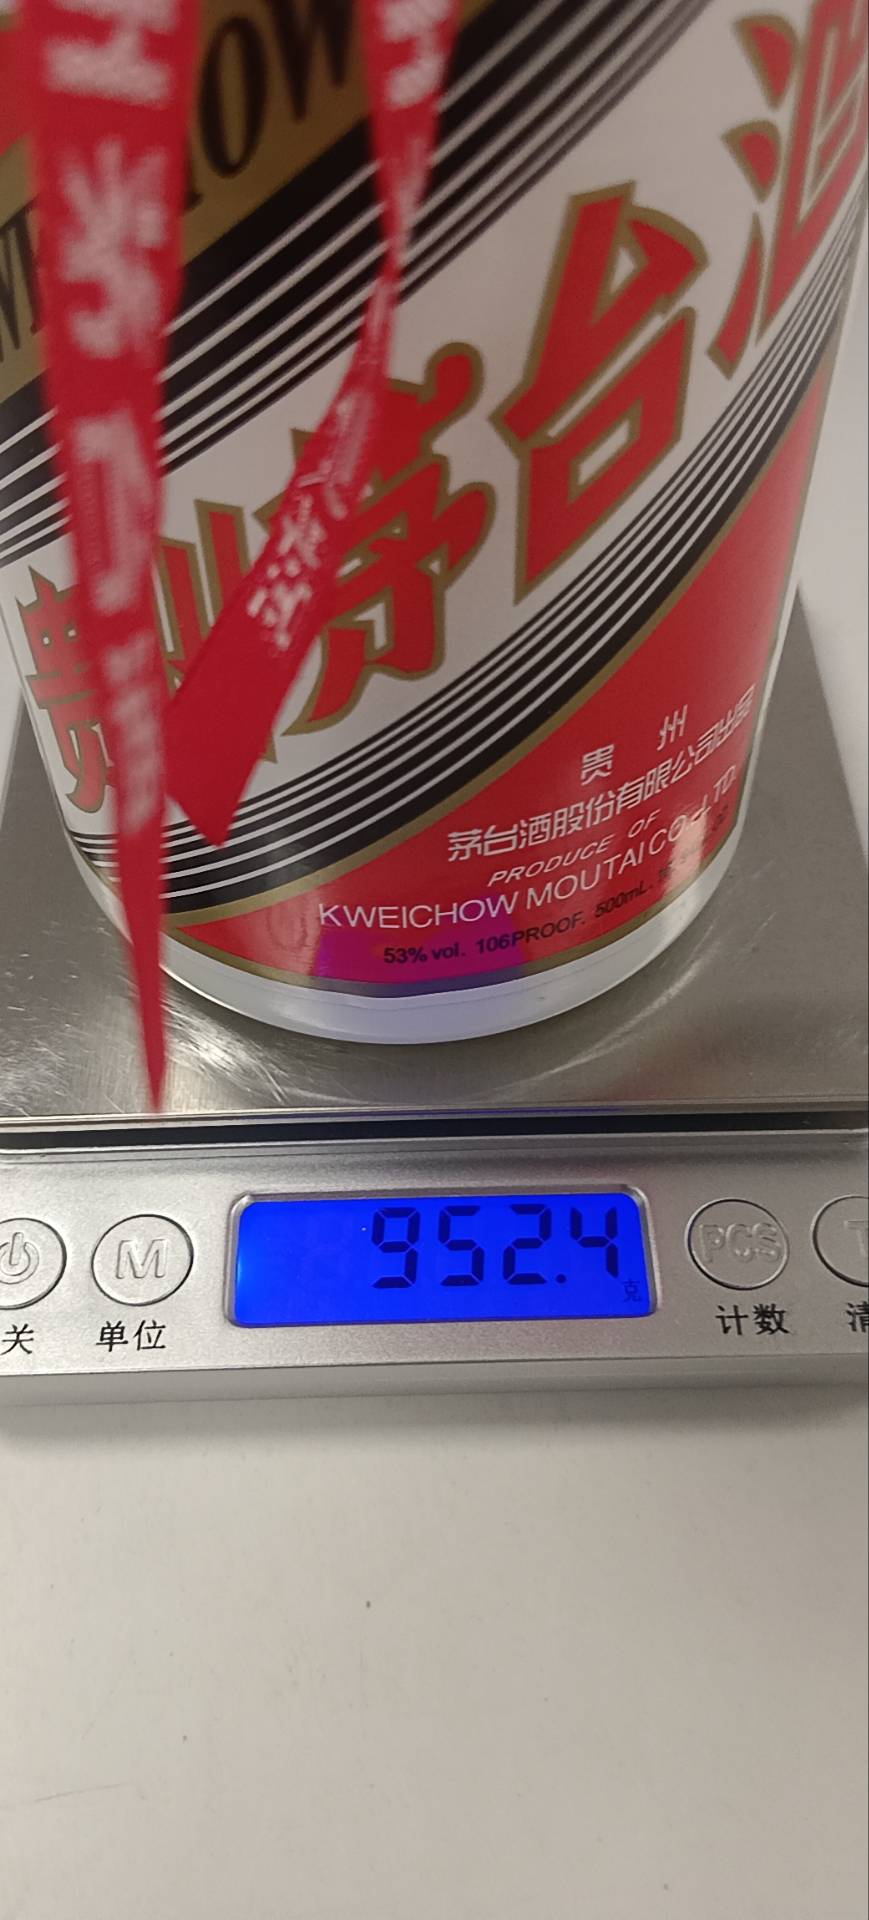 贵州茅台酒
贵州
茅台酒股份有限公司出品
PRODUCE OF
KWEICHOW MOUTAI CO., LTD.
53% vol. 106PROOF. 500mL.
952.4
克
M
PCS
关
单位
计数
清